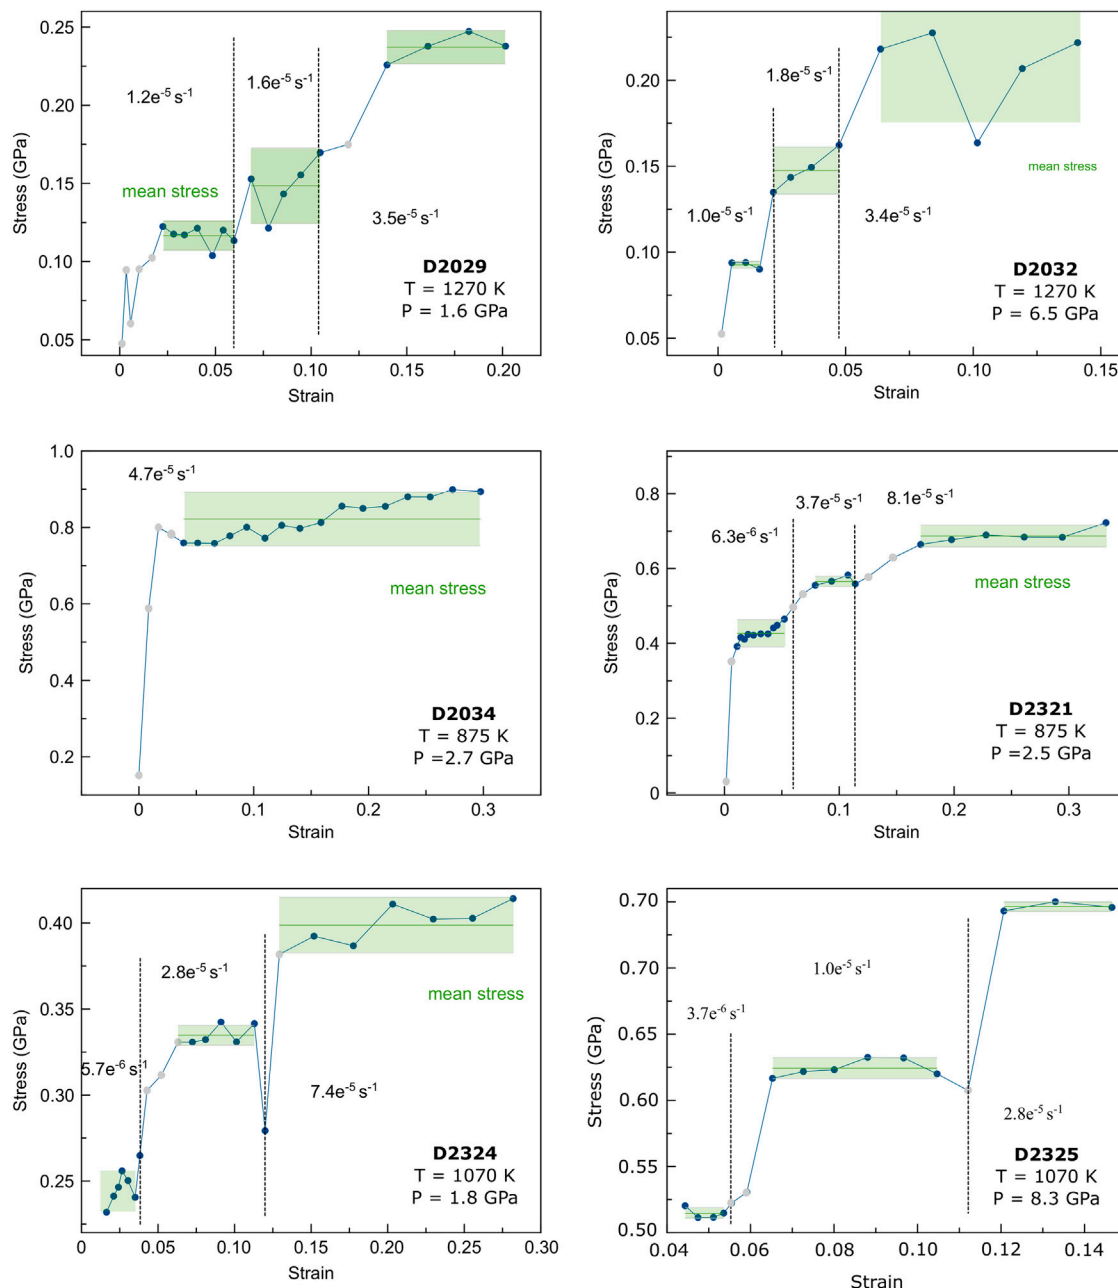 0.25
1.2e⁻⁵ s⁻¹
1.6e⁻⁵ s⁻¹
0.20
Stress (GPa)
0.15
mean stress
3.5e⁻⁵ s⁻¹
0.10
D2029
T = 1270 K
P = 1.6 GPa
0.05
0 0.05 0.10 0.15 0.20
Strain
1.8e⁻⁵ s⁻¹
0.20
Stress (GPa)
0.15
mean stress
1.0e⁻⁵ s⁻¹
3.4e⁻⁵ s⁻¹
0.10
D2032
T = 1270 K
P = 6.5 GPa
0.05
0 0.05 0.10 0.15
Strain
1.0
4.7e⁻⁵ s⁻¹
0.8
Stress (GPa)
0.6
mean stress
0.4
D2034
T = 875 K
P =2.7 GPa
0.2
0 0.1 0.2 0.3
Strain
0.8
3.7e⁻⁵ s⁻¹
8.1e⁻⁵ s⁻¹
6.3e⁻⁶ s⁻¹
0.6
Stress (GPa)
mean stress
0.4
0.2
D2321
T = 875 K
P =2.5 GPa
0
0 0.1 0.2 0.3
Strain
0.40
2.8e⁻⁵ s⁻¹
mean stress
0.35
Stress (GPa)
5.7e⁻⁶ s⁻¹
0.30
7.4e⁻⁵ s⁻¹
0.25
D2324
T = 1070 K
P = 1.8 GPa
0 0.05 0.10 0.15 0.20 0.25 0.30
Strain
0.70
1.0e⁻⁵ s⁻¹
0.70
3.7e⁻⁶ s⁻¹
0.65
Stress (GPa)
0.60
2.8e⁻⁵ s⁻¹
0.55
D2325
T = 1070 K
P = 8.3 GPa
0.50
0.04 0.06 0.08 0.10 0.12 0.14
Strain